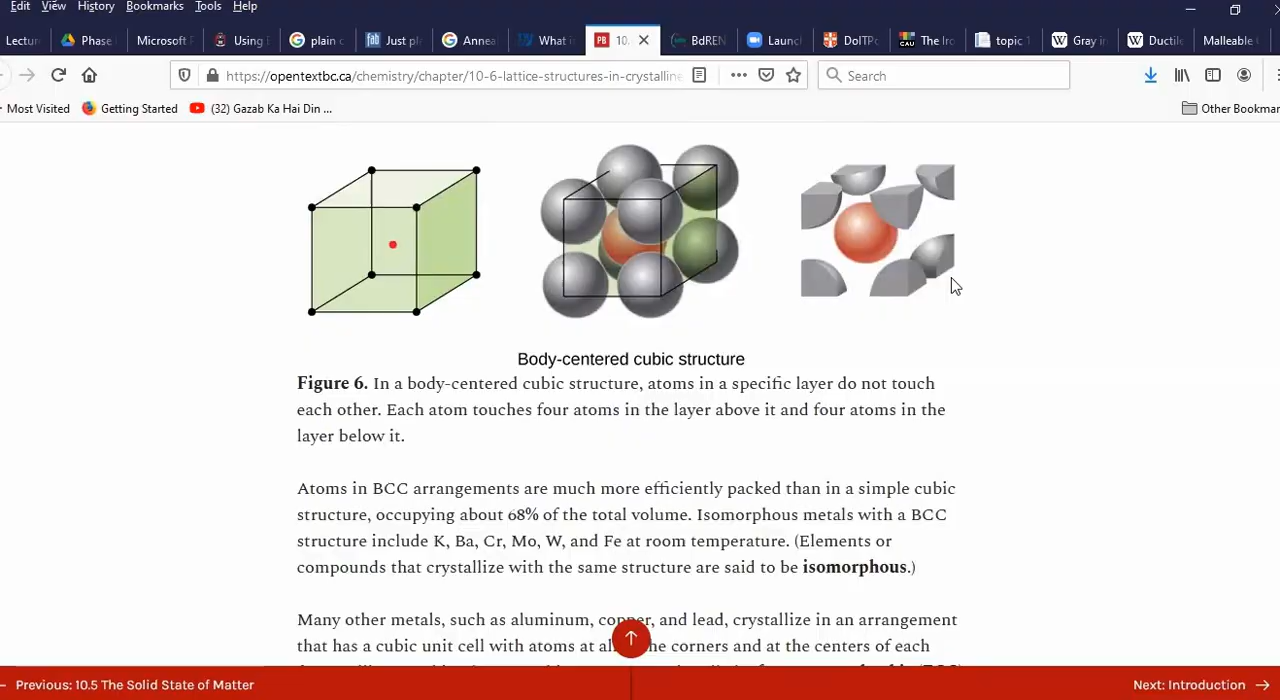 Edit View History Bookmarks Tools Help
Lectu Phase Microsoft Using plain c Just pl Annea What is 10. BdREN Launc DoITPo The Iro topic Gray i Ductile Malleable
https://opentextbc.ca/chemistry/chapter/10-6-lattice-structures-in-crystalline Search
Most Visited Getting Started (32) Gazab Ka Hai Din ... Other Bookmar
Body-centered cubic structure
Figure 6. In a body-centered cubic structure, atoms in a specific layer do not touch
each other. Each atom touches four atoms in the layer above it and four atoms in the
layer below it.
Atoms in BCC arrangements are much more efficiently packed than in a simple cubic
structure, occupying about 68% of the total volume. Isomorphous metals with a BCC
structure include K, Ba, Cr, Mo, W, and Fe at room temperature. (Elements or
compounds that crystallize with the same structure are said to be isomorphous.)
Many other metals, such as aluminum, copper, and lead, crystallize in an arrangement
that has a cubic unit cell with atoms at all the corners and at the centers of each
Previous: 10.5 The Solid State of Matter Next: Introduction